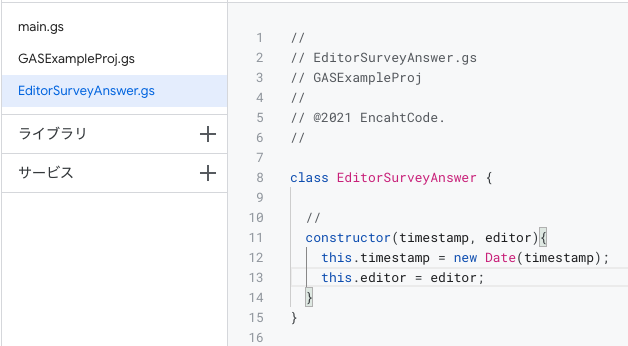 main.gs
GASExampleProj.gs
EditorSurveyAnswer.gs
ライブラリ
サービス
1 //
2 // EditorSurveyAnswer.gs
3 // GASExampleProj
4 //
5 // @2021 EncahtCode.
6 //
7
8 class EditorSurveyAnswer {
9
10 //
11 constructor(timestamp, editor){
12 this.timestamp = new Date(timestamp);
13 this.editor = editor;
14 }
15 }
16